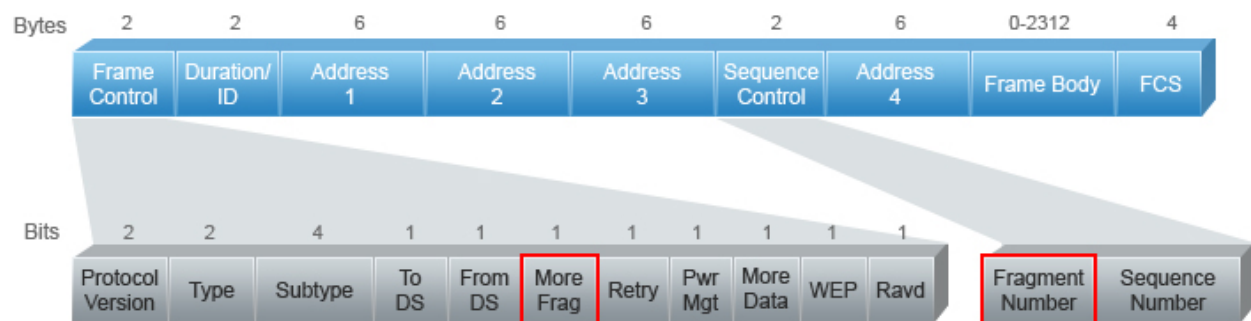 Bytes 2 2 6 6 6 2 6 0-2312 4
Frame Duration/ Address Address Address Sequence Address Frame Body FCS
Control ID 1 2 3 Control 4
Bits 2 2 4 1 1 1 1 1 1 1 1
Protocol Type Subtype To From More Retry Pwr More WEP Ravd Fragment Sequence
Version DS DS Frag Mgt Data Number Number